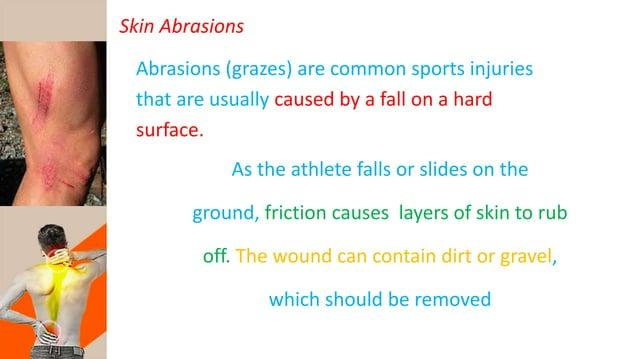 Skin Abrasions
Abrasions (grazes) are common sports injuries
that are usually caused by a fall on a hard
surface.
As the athlete falls or slides on the
ground, friction causes  layers of skin to rub
off. The wound can contain dirt or gravel,
which should be removed